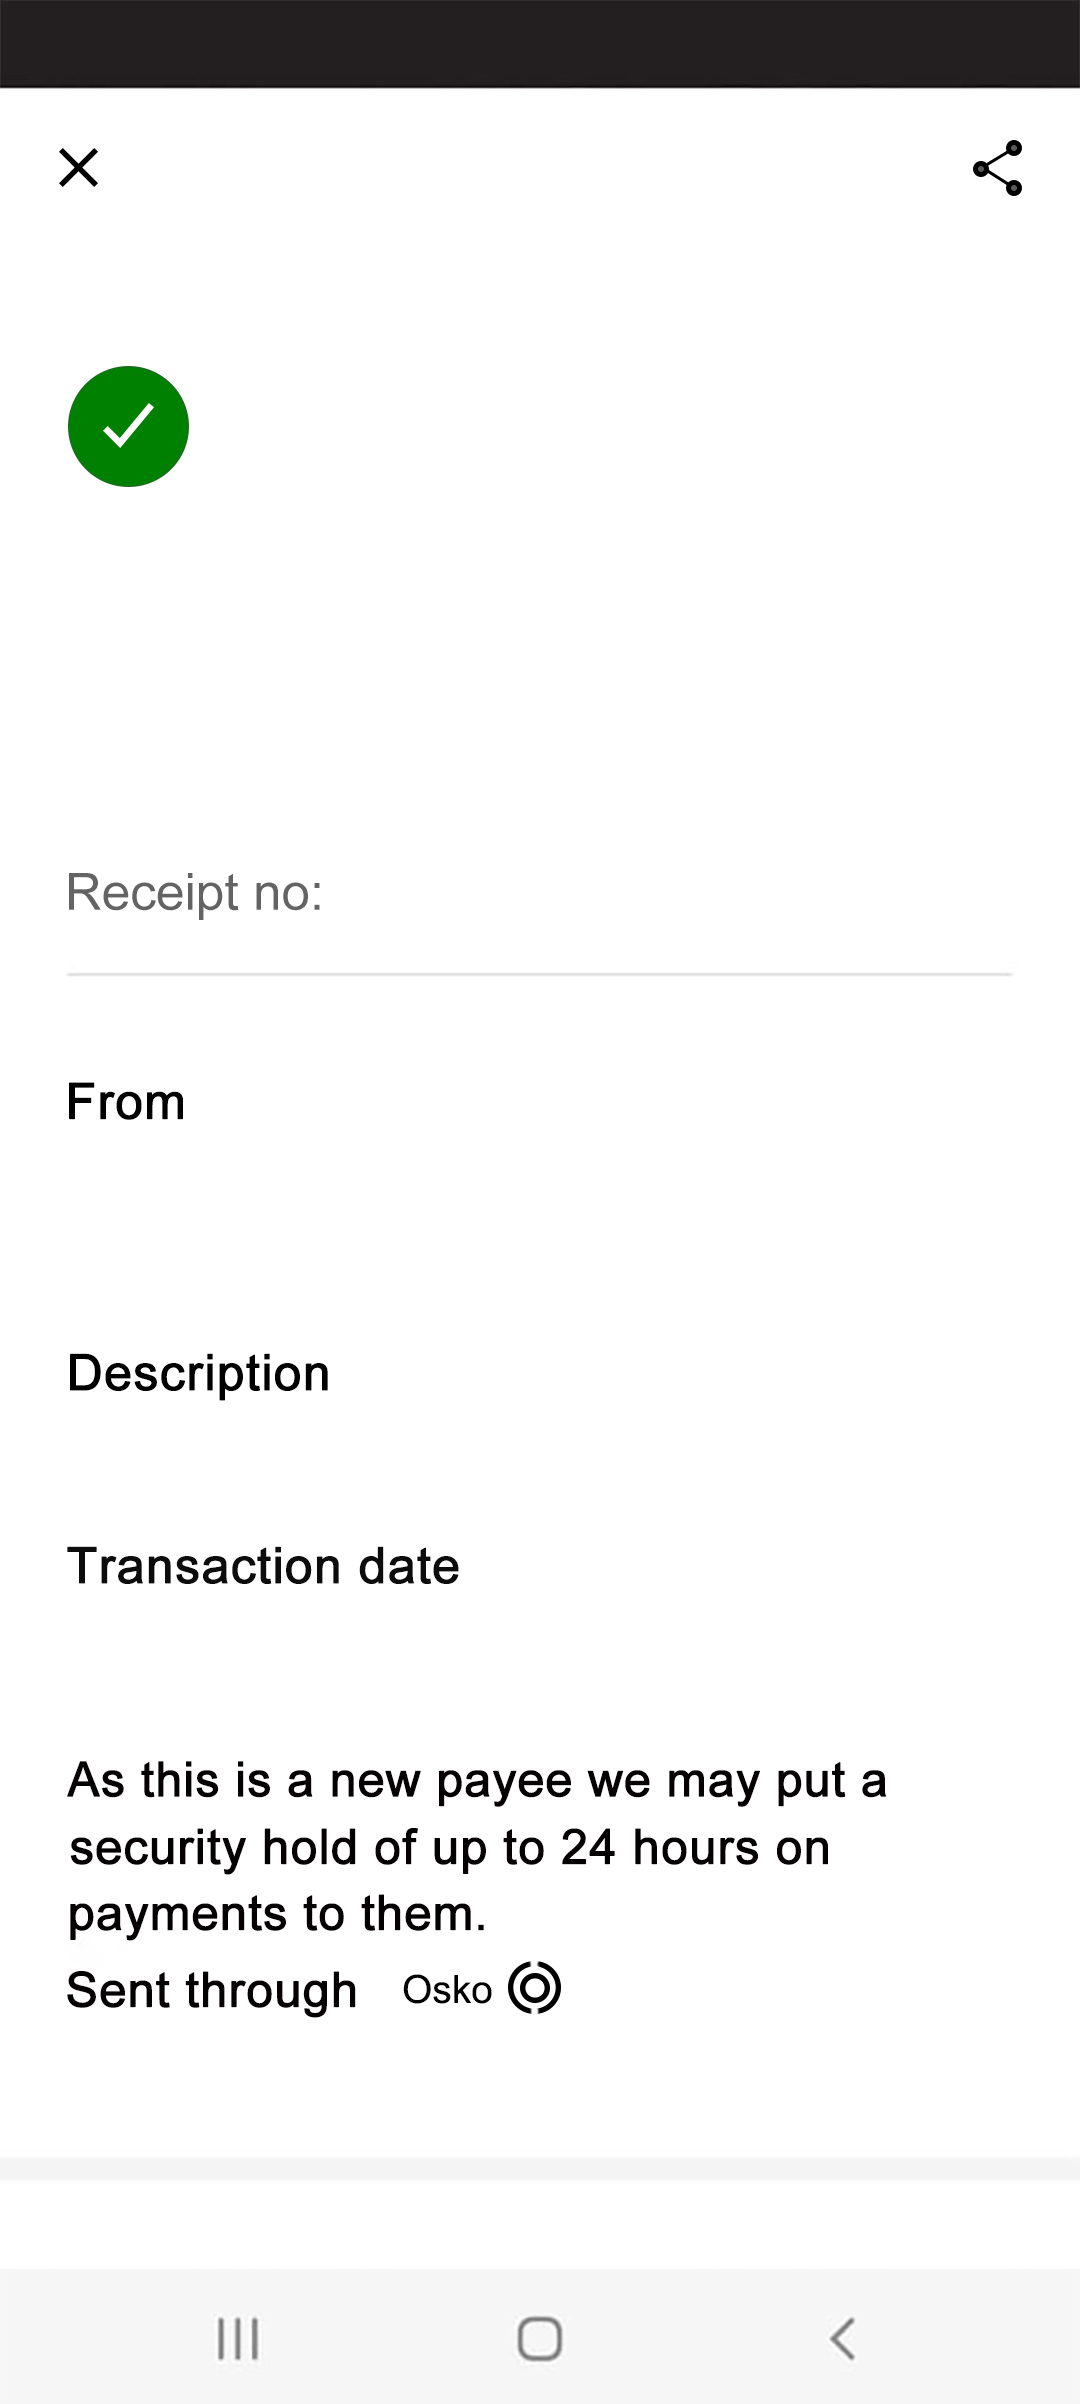 Receipt no:
From
Description
Transaction date
As this is a new payee we may put a
security hold of up to 24 hours on
payments to them.
Sent through Osko